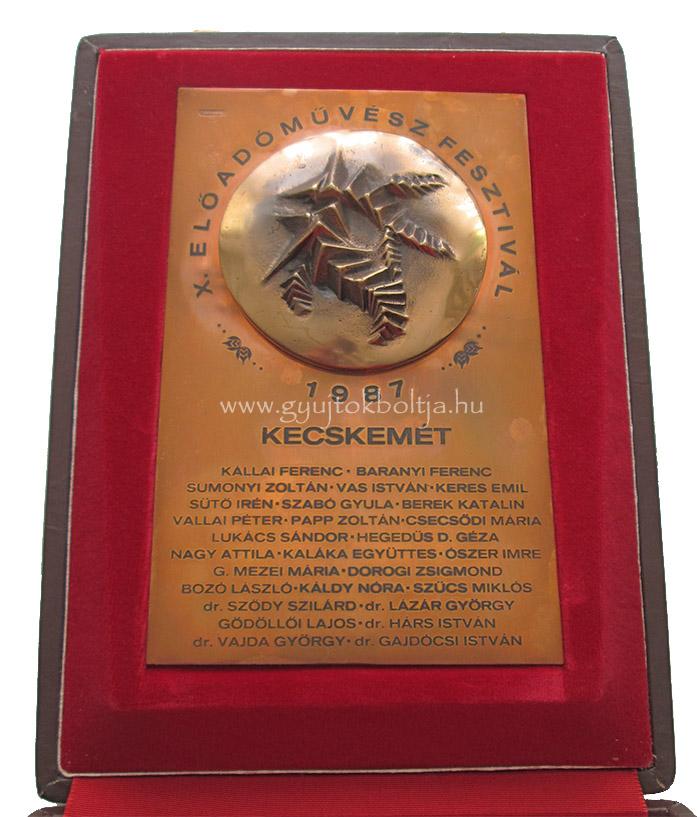 X. ELŐADÓMŰVÉSZ FESZTIVÁL
1987
www.gyujtokboltja.hu
KECSKEMÉT
KÁLLAI FERENC · BARANYI FERENC
SUMONYI ZOLTÁN · VAS ISTVÁN · KERES EMIL
SÜTŐ IRÉN · SZABÓ GYULA · BEREK KATALIN
VALLAI PÉTER · PAPP ZOLTÁN · CSECSŐDI MÁRIA
LUKÁCS SÁNDOR · HEGEDŰS D. GÉZA
NAGY ATTILA · KALÁKA EGYÜTTES · ÓSZER IMRE
G. MEZEI MÁRIA · DOROGI ZSIGMOND
BOZÓ LÁSZLÓ · KÁLDY NÓRA · SZŰCS MIKLÓS
dr. SZŐDY SZILÁRD · dr. LÁZÁR GYÖRGY
GÖDÖLLŐI LAJOS · dr. HÁRS ISTVÁN
dr. VAJDA GYÖRGY · dr. GAJDÓCSI ISTVÁN